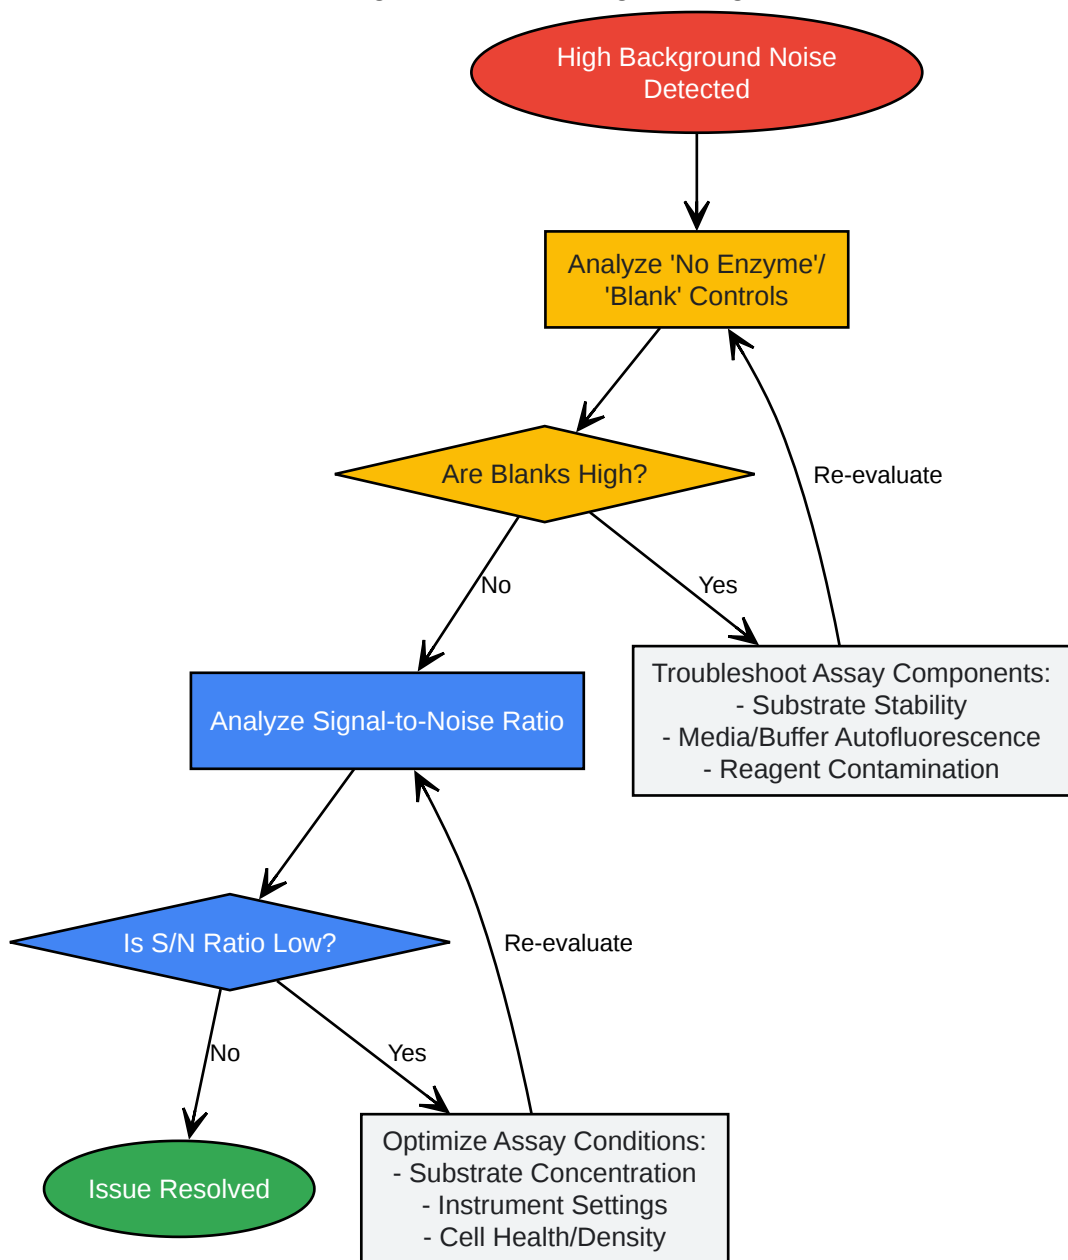 High Background Noise
Detected
Analyze 'No Enzyme'/
'Blank' Controls
Are Blanks High?
Re-evaluate
No
Yes
Troubleshoot Assay Components:
- Substrate Stability
- Media/Buffer Autofluorescence
- Reagent Contamination
Analyze Signal-to-Noise Ratio
Is S/N Ratio Low?
Re-evaluate
No
Yes
Optimize Assay Conditions:
- Substrate Concentration
- Instrument Settings
- Cell Health/Density
Issue Resolved